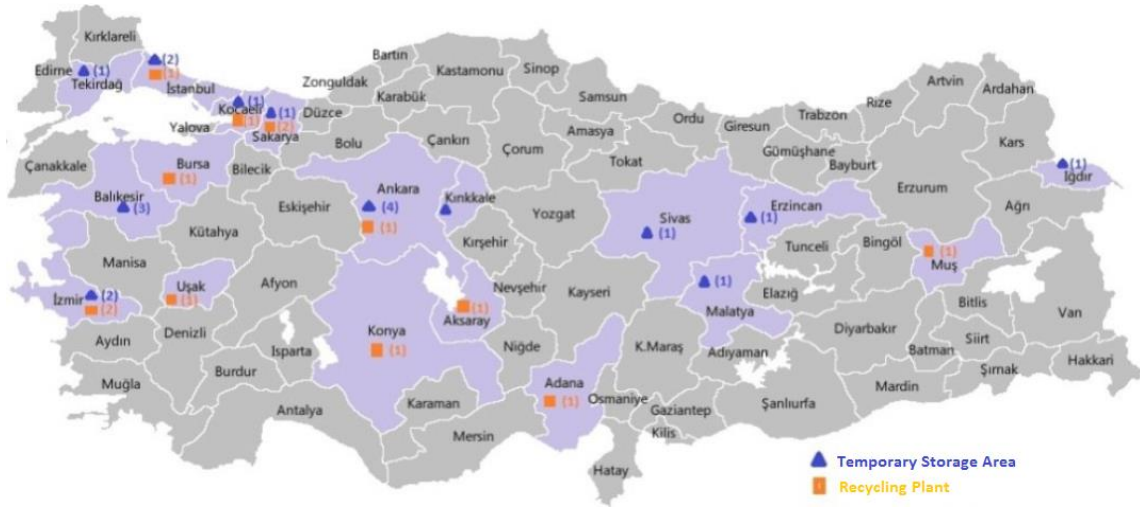 Kırklareli
Bartın
Sinop
Kastamonu
Edirne
(1)
Tekirdağ
(2)
(1)
İstanbul
Zonguldak
Karabük
Samsun
Artvin
Ardahan
(1)
Kocaeli
(1)
(1)
Sakarya
(2)
Düzce
Yalova
Bolu
Çankırı
Amasya
Ordu
Giresun
Trabzon
Rize
Kars
Çorum
Tokat
Gümüşhane
Bayburt
Çanakkale
Bursa
(1)
Bilecik
Ankara
(4)
(1)
Kırıkkale
Erzurum
(1)
Iğdır
Ağrı
Balıkesir
(3)
Eskişehir
Yozgat
Sivas
(1)
Erzincan
(1)
Kütahya
Kırşehir
Tunceli
Bingöl
(1)
Muş
Manisa
Uşak
(1)
Afyon
Nevşehir
Kayseri
(1)
Malatya
Elazığ
Bitlis
Van
İzmir
(2)
(2)
Aksaray
(1)
Aydın
Denizli
Isparta
Konya
(1)
Niğde
K.Maraş
Adıyaman
Diyarbakır
Batman
Siirt
Şırnak
Hakkari
Muğla
Burdur
Antalya
Karaman
Adana
(1)
Osmaniye
Gaziantep
Şanlıurfa
Mardin
Mersin
Kilis
Hatay
Temporary Storage Area
Recycling Plant